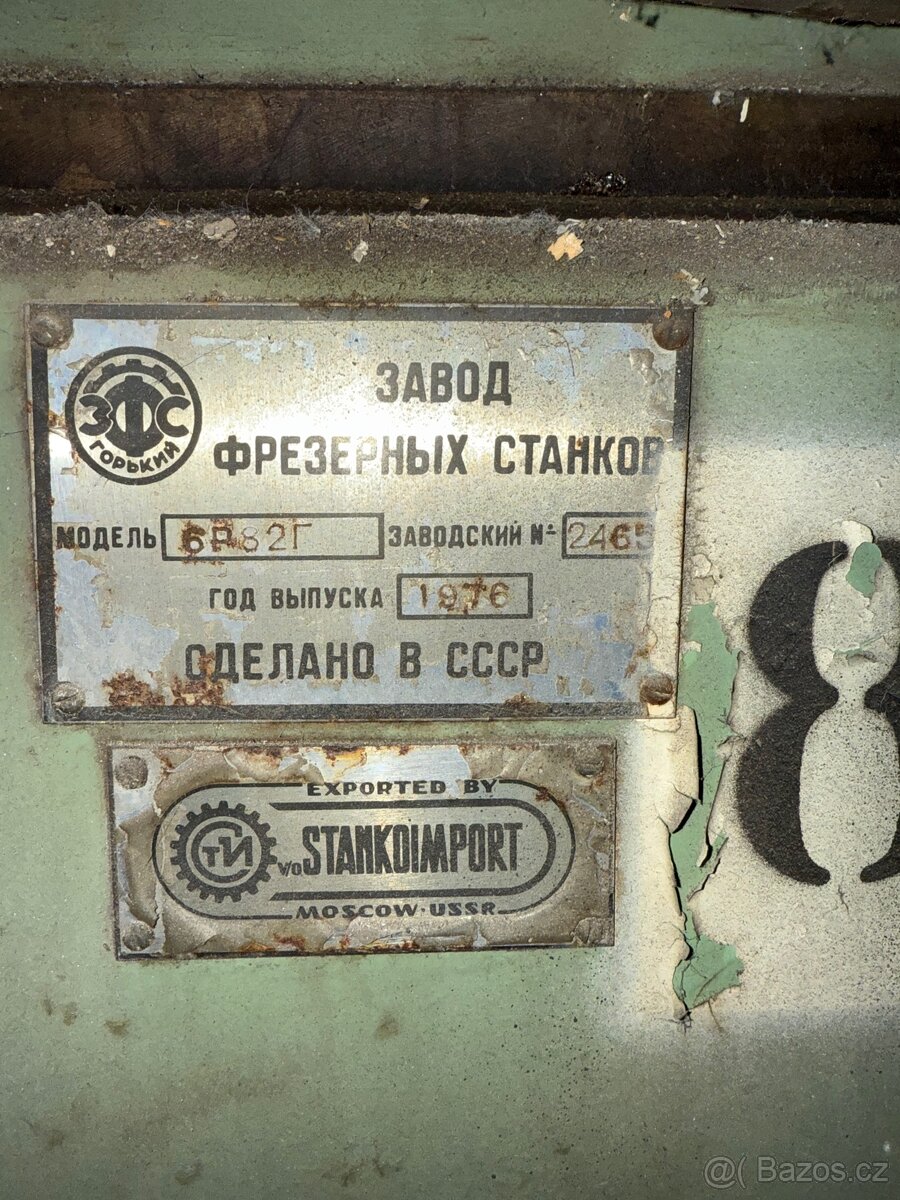 ЗФС
ГОРЬКИЙ
ЗАВОД
ФРЕЗЕРНЫХ СТАНКОВ
МОДЕЛЬ 6Р82Г ЗАВОДСКИЙ № 2465
ГОД ВЫПУСКА 1976
СДЕЛАНО В СССР
8
EXPORTED BY
СТИ V/O STANKOIMPORT
MOSCOW·USSR
@( Bazos.cz